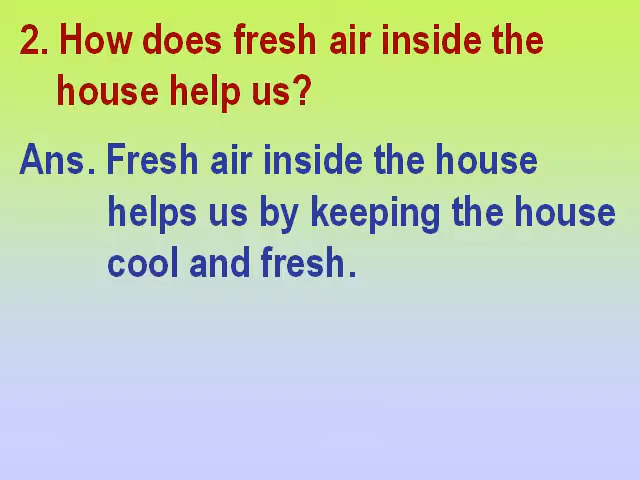 2. How does fresh air inside the
house help us?
Ans. Fresh air inside the house
helps us by keeping the house
cool and fresh.